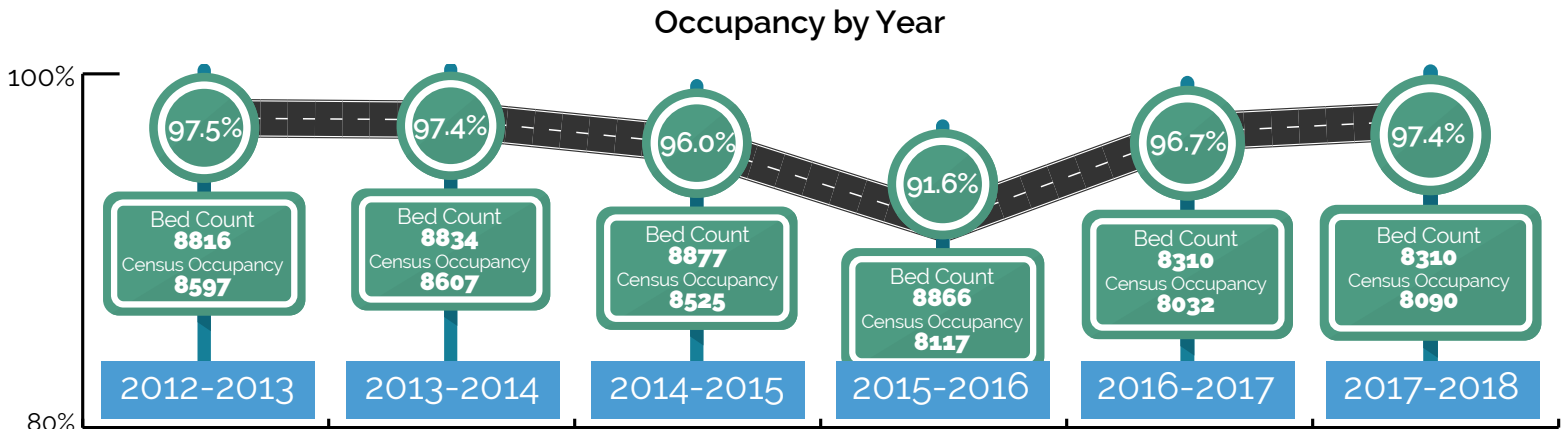 Occupancy by Year
100%
97.5%
97.4%
96.0%
91.6%
96.7%
97.4%
Bed Count
8816
Census Occupancy
8597
Bed Count
8834
Census Occupancy
8607
Bed Count
8877
Census Occupancy
8525
Bed Count
8866
Census Occupancy
8117
Bed Count
8310
Census Occupancy
8032
Bed Count
8310
Census Occupancy
8090
2012-2013
2013-2014
2014-2015
2015-2016
2016-2017
2017-2018
80%